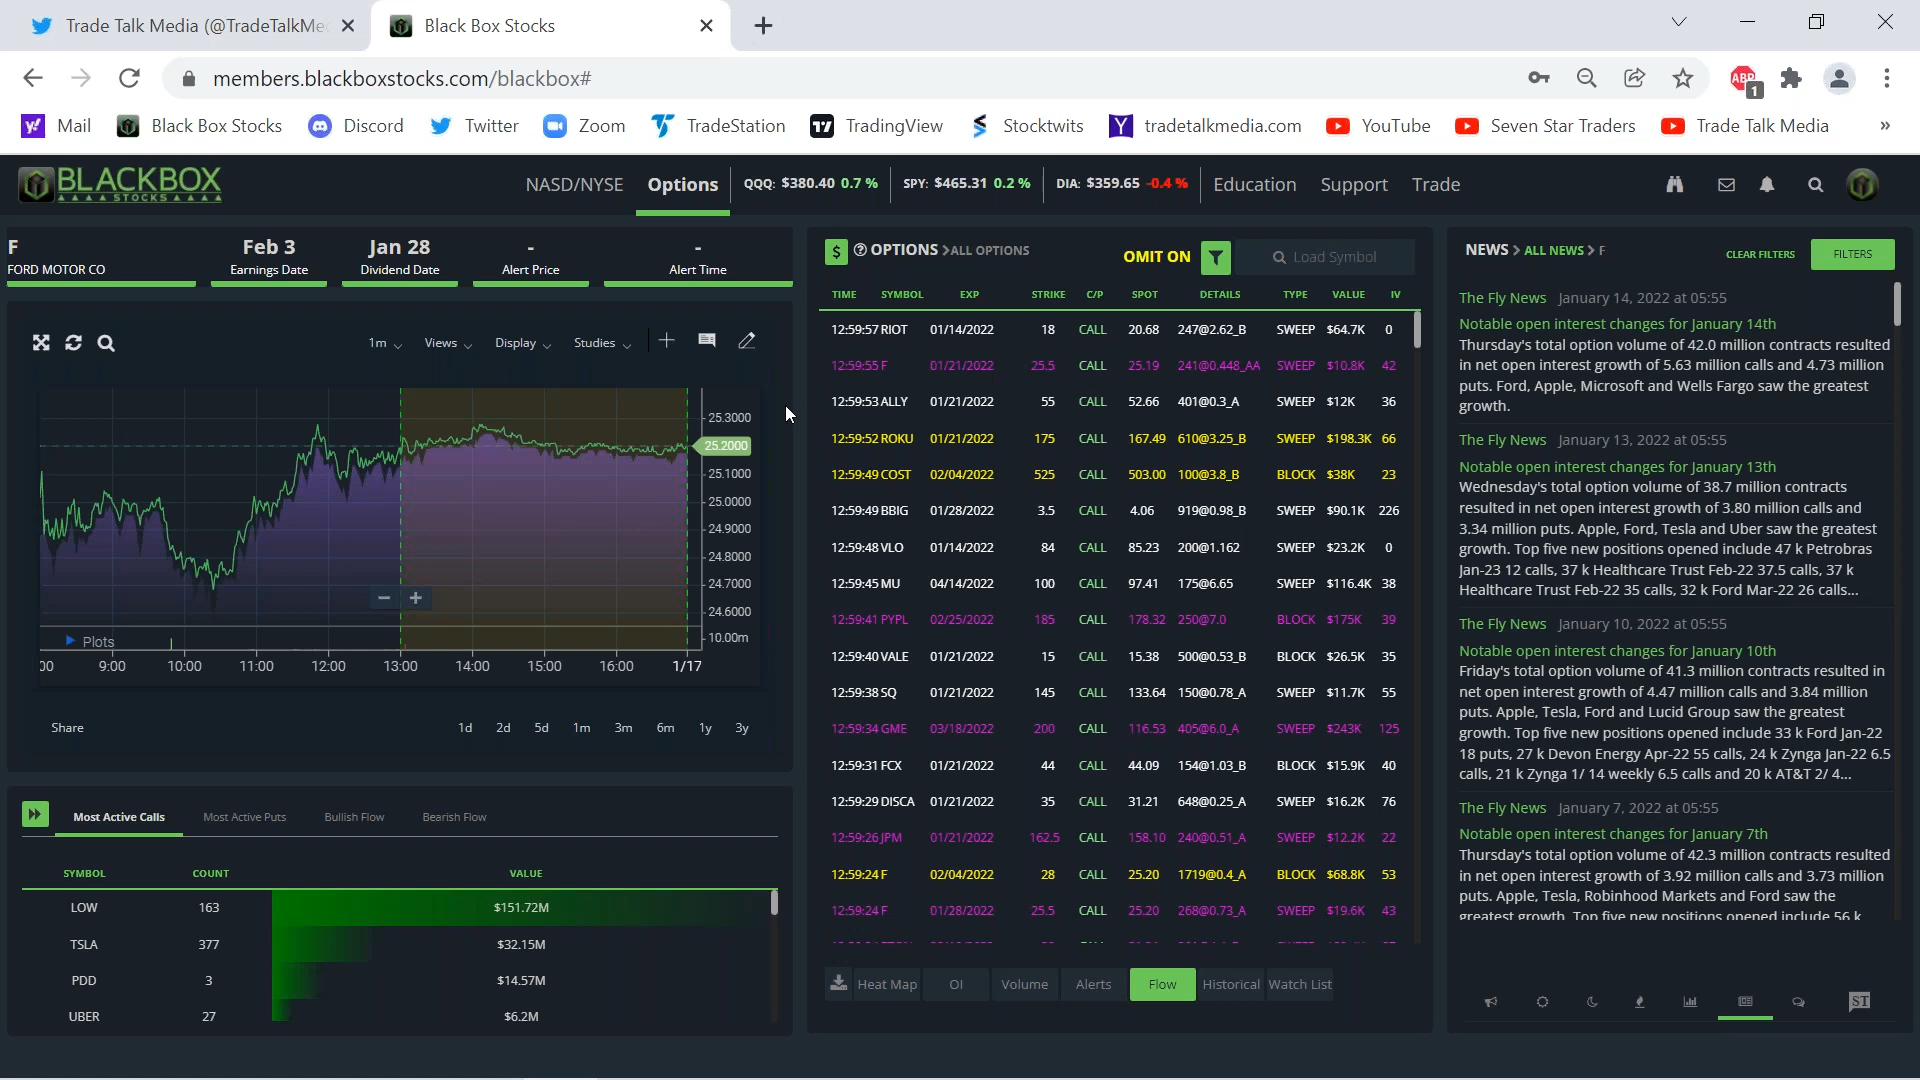 Trade Talk Media (@TradeTalkMe
Black Box Stocks
members.blackboxstocks.com/blackbox#
ABP
1
Mail
Black Box Stocks
Discord
Twitter
Zoom
TradeStation
TradingView
Stocktwits
tradetalkmedia.com
YouTube
Seven Star Traders
Trade Talk Media
»
BLACKBOX
STOCKS
NASD/NYSE
Options
QQQ: $380.40 0.7 %
SPY: $465.31 0.2 %
DIA: $359.65 -0.4 %
Education
Support
Trade
F
FORD MOTOR CO
Feb 3
Earnings Date
Jan 28
Dividend Date
-
Alert Price
-
Alert Time
1m
Views
Display
Studies
25.3000
25.2000
25.1000
25.0000
24.9000
24.8000
24.7000
24.6000
10.00m
Plots
00 9:00 10:00 11:00 12:00 13:00 14:00 15:00 16:00 1/17
Share
1d 2d 5d 1m 3m 6m 1y 3y
Most Active Calls
Most Active Puts
Bullish Flow
Bearish Flow
SYMBOL COUNT VALUE
LOW 163 $151.72M
TSLA 377 $32.15M
PDD 3 $14.57M
UBER 27 $6.2M
$ ? OPTIONS >ALL OPTIONS
OMIT ON
Load Symbol
TIME SYMBOL EXP STRIKE C/P SPOT DETAILS TYPE VALUE IV
12:59:57 RIOT 01/14/2022 18 CALL 20.68 247@2.62_B SWEEP $64.7K 0
12:59:55 F 01/21/2022 25.5 CALL 25.19 241@0.448_AA SWEEP $10.8K 42
12:59:53 ALLY 01/21/2022 55 CALL 52.66 401@0.3_A SWEEP $12K 36
12:59:52 ROKU 01/21/2022 175 CALL 167.49 610@3.25_B SWEEP $198.3K 66
12:59:49 COST 02/04/2022 525 CALL 503.00 100@3.8_B BLOCK $38K 23
12:59:49 BBIG 01/28/2022 3.5 CALL 4.06 919@0.98_B SWEEP $90.1K 226
12:59:48 VLO 01/14/2022 84 CALL 85.23 200@1.162 SWEEP $23.2K 0
12:59:45 MU 04/14/2022 100 CALL 97.41 175@6.65 SWEEP $116.4K 38
12:59:41 PYPL 02/25/2022 185 CALL 178.32 250@7.0 BLOCK $175K 39
12:59:40 VALE 01/21/2022 15 CALL 15.38 500@0.53_B BLOCK $26.5K 35
12:59:38 SQ 01/21/2022 145 CALL 133.64 150@0.78_A SWEEP $11.7K 55
12:59:34 GME 03/18/2022 200 CALL 116.53 405@6.0_A SWEEP $243K 125
12:59:31 FCX 01/21/2022 44 CALL 44.09 154@1.03_B BLOCK $15.9K 40
12:59:29 DISCA 01/21/2022 35 CALL 31.21 648@0.25_A SWEEP $16.2K 76
12:59:26 JPM 01/21/2022 162.5 CALL 158.10 240@0.51_A SWEEP $12.2K 22
12:59:24 F 02/04/2022 28 CALL 25.20 1719@0.4_A BLOCK $68.8K 53
12:59:24 F 01/28/2022 25.5 CALL 25.20 268@0.73_A SWEEP $19.6K 43
Heat Map
OI
Volume
Alerts
Flow
Historical
Watch List
NEWS > ALL NEWS > F
CLEAR FILTERS
FILTERS
The Fly News January 14, 2022 at 05:55
Notable open interest changes for January 14th
Thursday's total option volume of 42.0 million contracts resulted
in net open interest growth of 5.63 million calls and 4.73 million
puts. Ford, Apple, Microsoft and Wells Fargo saw the greatest
growth.
The Fly News January 13, 2022 at 05:55
Notable open interest changes for January 13th
Wednesday's total option volume of 38.7 million contracts
resulted in net open interest growth of 3.80 million calls and
3.34 million puts. Apple, Ford, Tesla and Uber saw the greatest
growth. Top five new positions opened include 47 k Petrobras
Jan-23 12 calls, 37 k Healthcare Trust Feb-22 37.5 calls, 37 k
Healthcare Trust Feb-22 35 calls, 32 k Ford Mar-22 26 calls...
The Fly News January 10, 2022 at 05:55
Notable open interest changes for January 10th
Friday's total option volume of 41.3 million contracts resulted in
net open interest growth of 4.47 million calls and 3.84 million
puts. Apple, Tesla, Ford and Lucid Group saw the greatest
growth. Top five new positions opened include 33 k Ford Jan-22
18 puts, 27 k Devon Energy Apr-22 55 calls, 24 k Zynga Jan-22 6.5
calls, 21 k Zynga 1/ 14 weekly 6.5 calls and 20 k AT&T 2/ 4...
The Fly News January 7, 2022 at 05:55
Notable open interest changes for January 7th
Thursday's total option volume of 42.3 million contracts resulted
in net open interest growth of 3.92 million calls and 3.73 million
puts. Apple, Tesla, Robinhood Markets and Ford saw the
greatest growth. Top five new positions opened include 56 k
ST